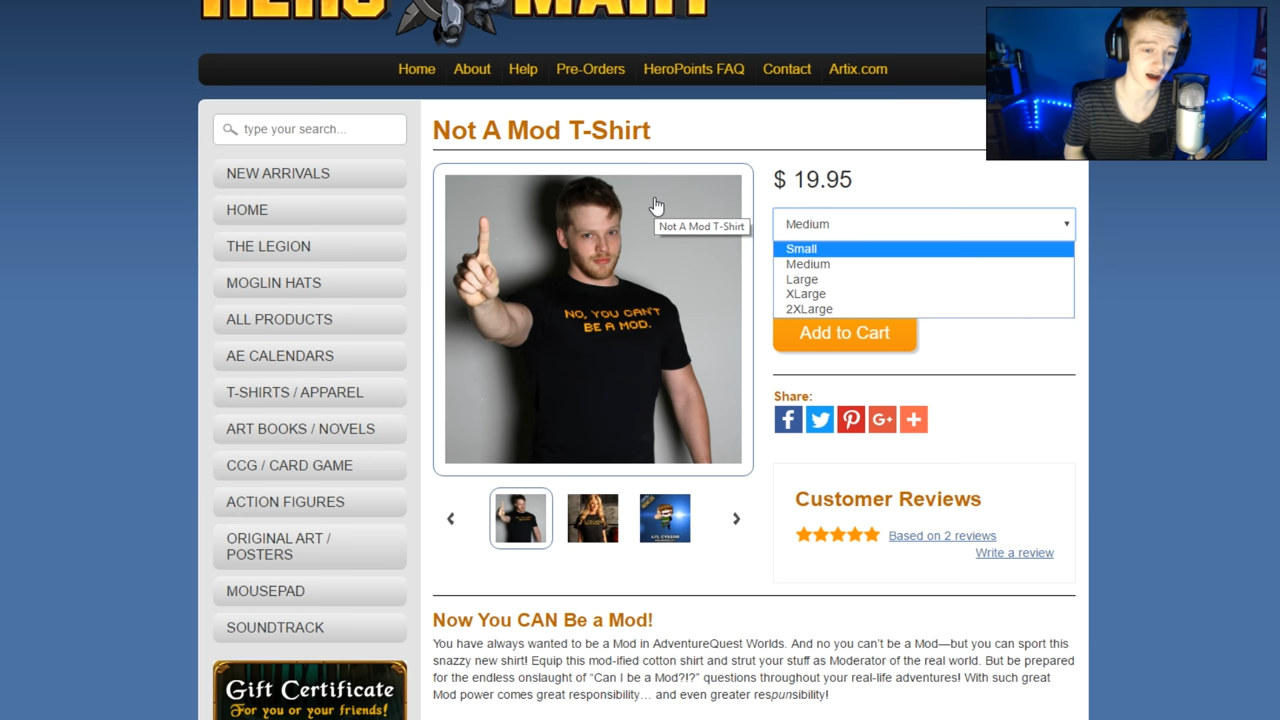 HERO MART
Home About Help Pre-Orders HeroPoints FAQ Contact Artix.com
type your search...
NEW ARRIVALS
HOME
THE LEGION
MOGLIN HATS
ALL PRODUCTS
AE CALENDARS
T-SHIRTS / APPAREL
ART BOOKS / NOVELS
CCG / CARD GAME
ACTION FIGURES
ORIGINAL ART /
POSTERS
MOUSEPAD
SOUNDTRACK
Gift Certificate
For you or your friends!
Not A Mod T-Shirt
NO, YOU CAN'T
BE A MOD.
Not A Mod T-Shirt
$ 19.95
Medium
Small
Medium
Large
XLarge
2XLarge
Add to Cart
Share:
Customer Reviews
Based on 2 reviews
Write a review
Now You CAN Be a Mod!
You have always wanted to be a Mod in AdventureQuest Worlds. And no you can't be a Mod—but you can sport this
snazzy new shirt! Equip this mod-ified cotton shirt and strut your stuff as Moderator of the real world. But be prepared
for the endless onslaught of “Can I be a Mod?!?” questions throughout your real-life adventures! With such great
Mod power comes great responsibility… and even greater respunsibility!